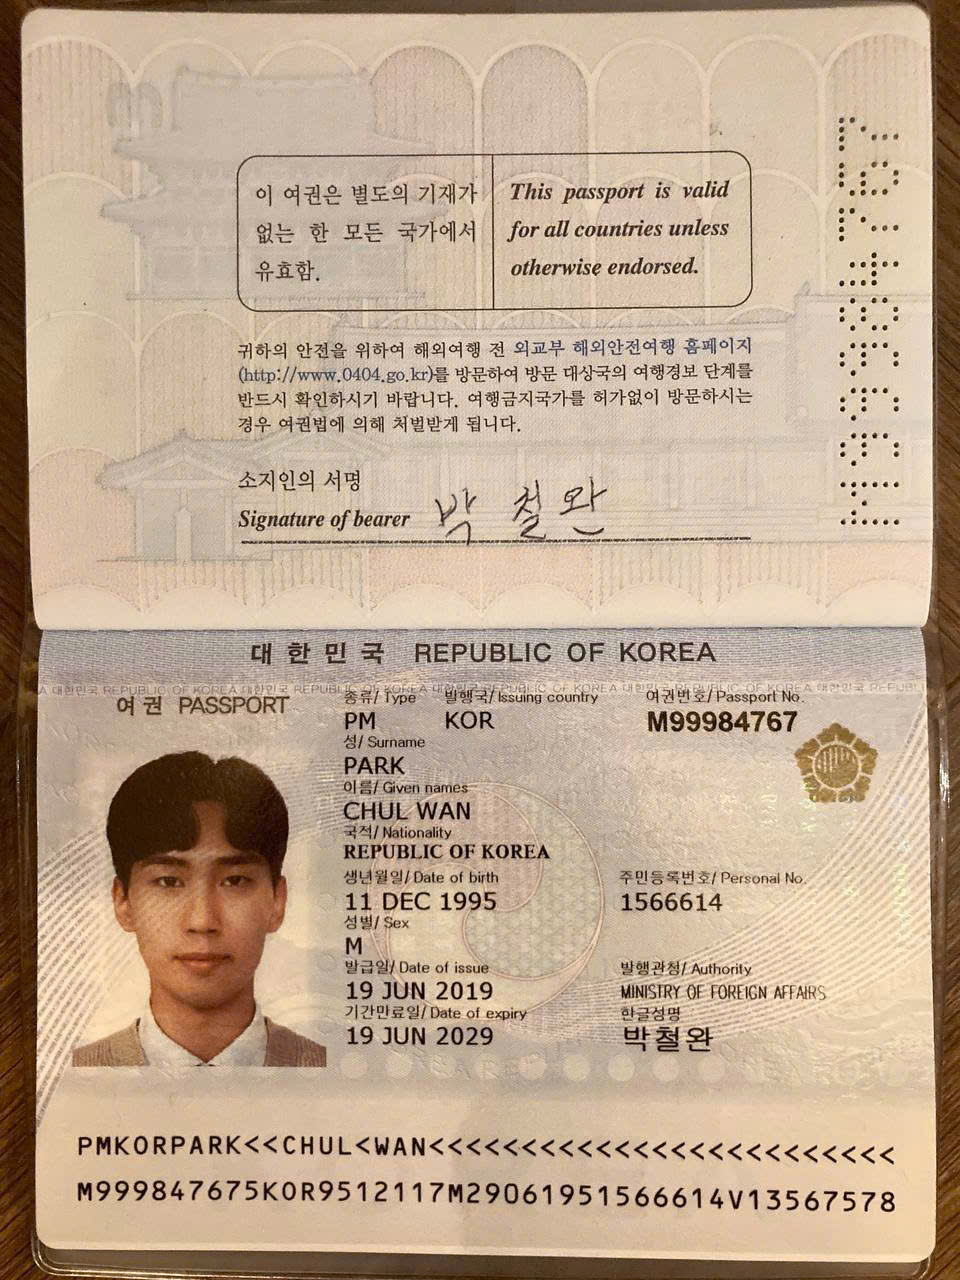 이 여권은 별도의 기재가
없는 한 모든 국가에서
유효함.
This passport is valid
for all countries unless
otherwise endorsed.
M99984767
귀하의 안전을 위하여 해외여행 전 외교부 해외안전여행 홈페이지
(http://www.0404.go.kr)를 방문하여 방문 대상국의 여행경보 단계를
반드시 확인하시기 바랍니다. 여행금지국가를 허가없이 방문하시는
경우 여권법에 의해 처벌받게 됩니다.
소지인의 서명
Signature of bearer 박 철 완
대한민국 REPUBLIC OF KOREA
여권 PASSPORT
종류/ Type 발행국/ Issuing country 여권번호/ Passport No.
PM KOR M99984767
성/ Surname
PARK
이름/ Given names
CHUL WAN
국적/ Nationality
REPUBLIC OF KOREA
생년월일/ Date of birth 주민등록번호/ Personal No.
11 DEC 1995 1566614
성별/ Sex
M
발급일/ Date of issue 발행관청/ Authority
19 JUN 2019 MINISTRY OF FOREIGN AFFAIRS
기간만료일/ Date of expiry 한글성명
19 JUN 2029 박철완
PMKORPARK<<CHUL<WAN<<<<<<<<<<<<<<<<<<<<<<<<<
M999847675KOR9512117M29061951566614V13567578